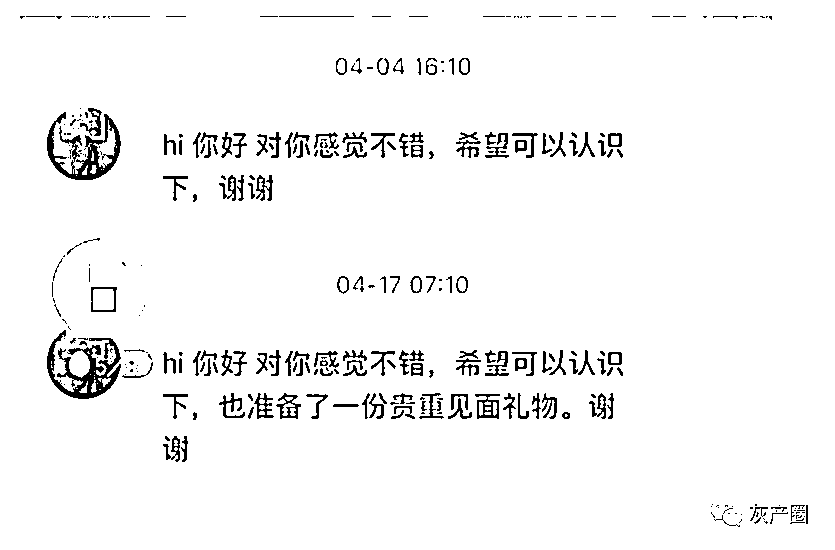 04-04 16:10
hi 你好 对你感觉不错，希望可以认识
下，谢谢
04-17 07:10
hi 你好 对你感觉不错，希望可以认识
下，也准备了一份贵重见面礼物。谢
谢
灰产圈